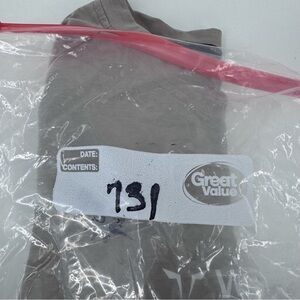 DATE:
CONTENTS:
Great
Value
731